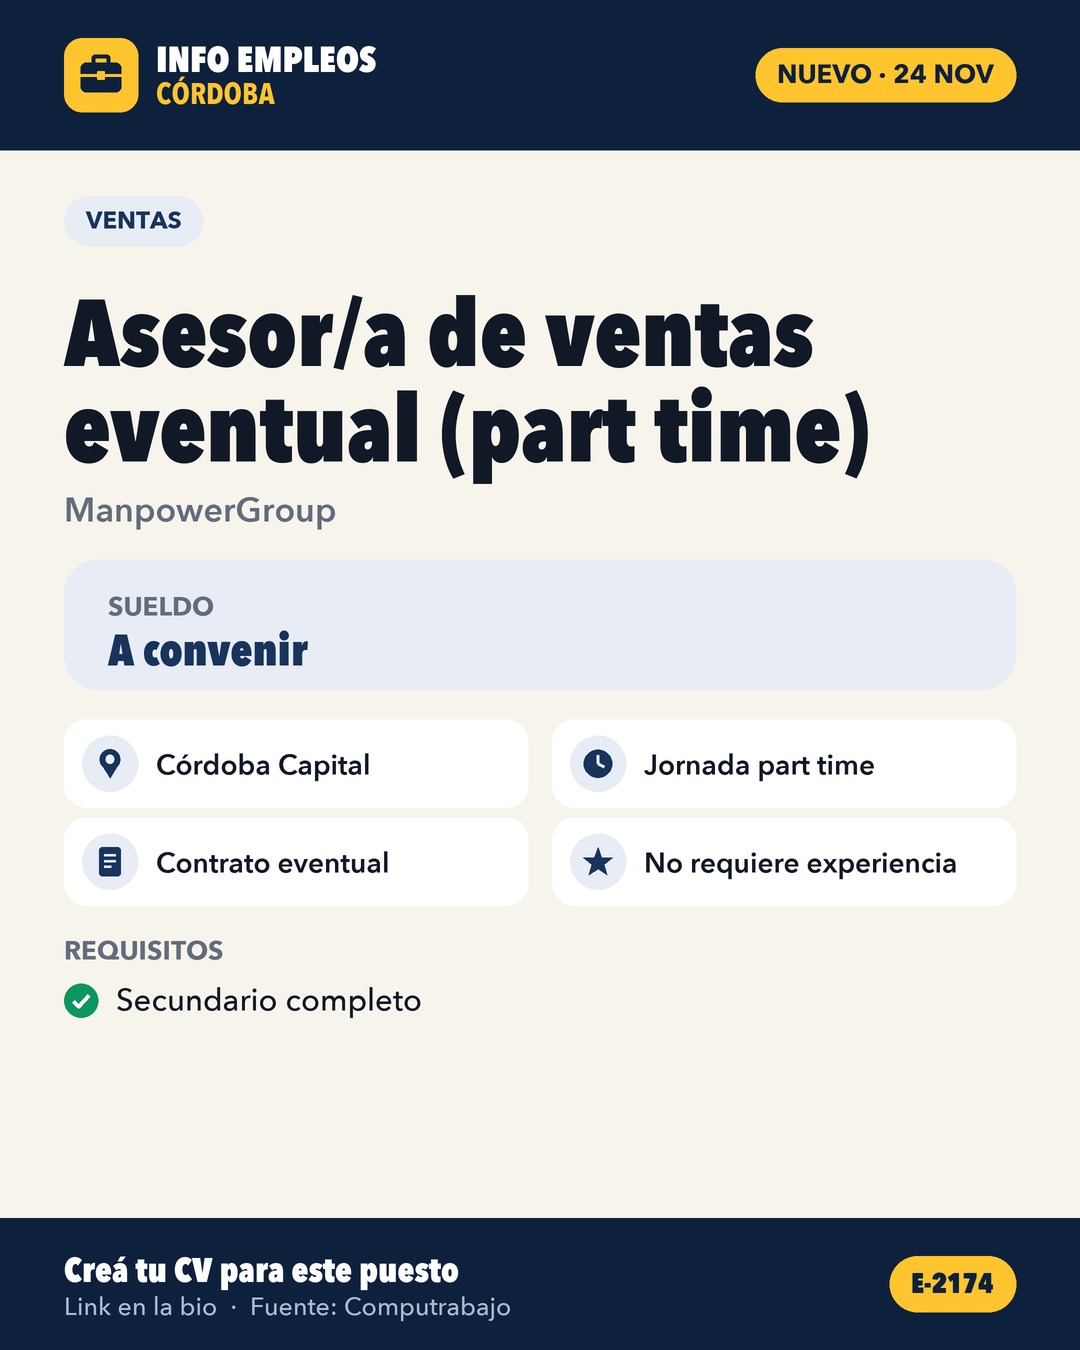 INFO EMPLEOS
CÓRDOBA
NUEVO · 24 NOV
VENTAS
Asesor/a de ventas
eventual (part time)
ManpowerGroup
SUELDO
A convenir
Córdoba Capital
Jornada part time
Contrato eventual
No requiere experiencia
REQUISITOS
Secundario completo
Creá tu CV para este puesto
Link en la bio · Fuente: Computrabajo
E-2174